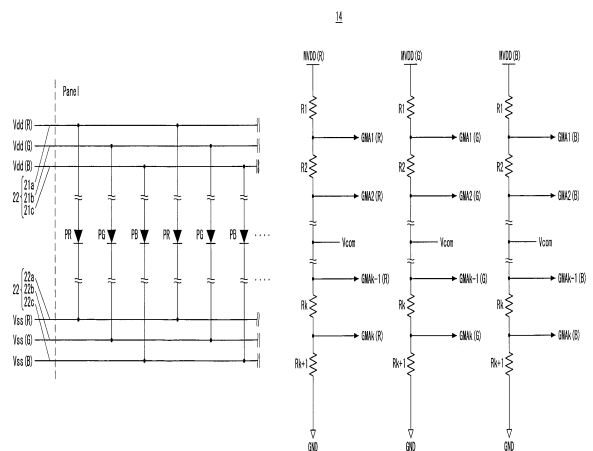 14
Panel
Vdd(R)
Vdd(G)
Vdd(B)
22
21a
21b
21c
PR PG PB PR PG PB
22
22a
22b
22c
Vss(R)
Vss(G)
Vss(B)
MVDD(R) MVDD(G) MVDD(B)
R1 R1 R1
GMA1(R) GMA1(G) GMA1(B)
R2 R2 R2
GMA2(R) GMA2(G) GMA2(B)
Vcom Vcom Vcom
GMAk-1(R) GMAk-1(G) GMAk-1(B)
Rk Rk Rk
GMAk(R) GMAk(G) GMAk(B)
Rk+1 Rk+1 Rk+1
GND GND GND